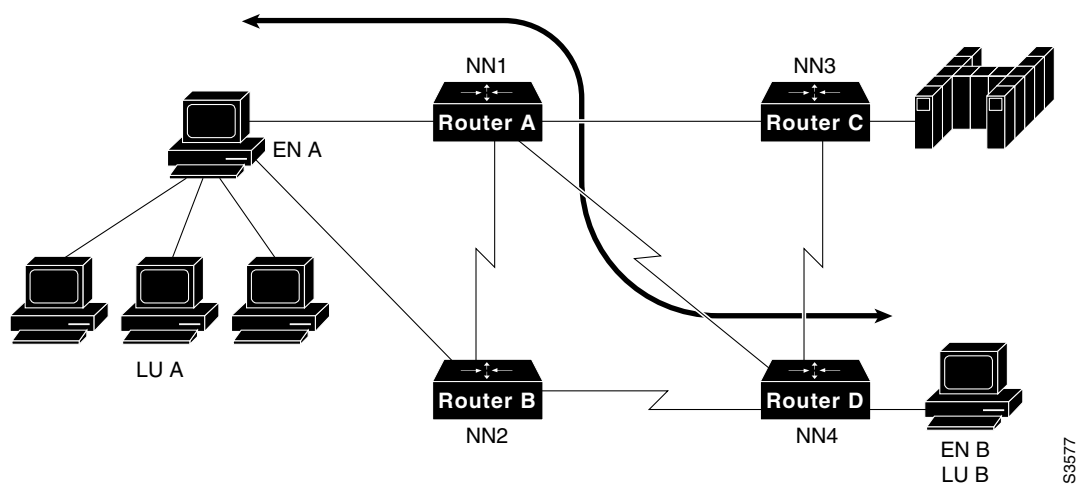 NN1
NN3
Router A
Router C
EN A
LU A
Router B
Router D
NN2
NN4
EN B
LU B
S3577